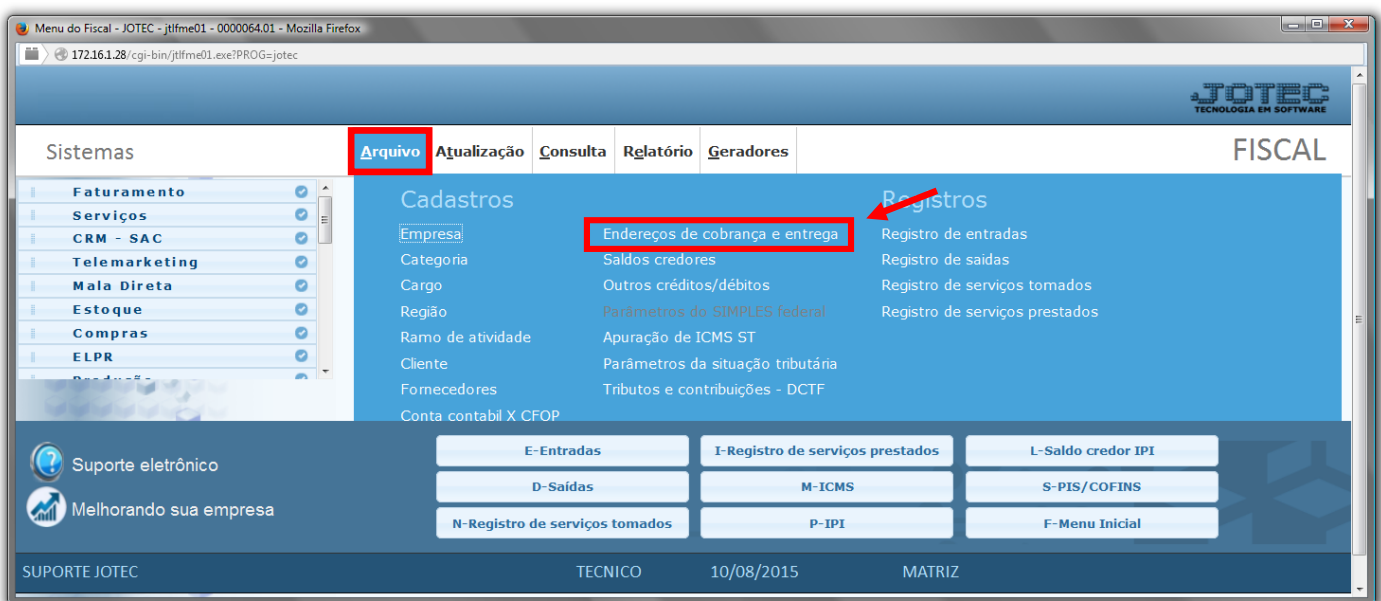 Menu do Fiscal - JOTEC - jtlfme01 - 0000064.01 - Mozilla Firefox
172.16.1.28/cgi-bin/jtlfme01.exe?PROG=jotec
JOTEC
TECNOLOGIA EM SOFTWARE
Sistemas
Arquivo Atualização Consulta Relatório Geradores
FISCAL
Faturamento
Serviços
CRM - SAC
Telemarketing
Mala Direta
Estoque
Compras
ELPR
Produção
Cadastros
Empresa
Categoria
Cargo
Região
Ramo de atividade
Cliente
Fornecedores
Conta contabil X CFOP
Endereços de cobrança e entrega
Saldos credores
Outros créditos/débitos
Parâmetros do SIMPLES federal
Apuração de ICMS ST
Parâmetros da situação tributária
Tributos e contribuições - DCTF
Registros
Registro de entradas
Registro de saidas
Registro de serviços tomados
Registro de serviços prestados
Suporte eletrônico
Melhorando sua empresa
E-Entradas I-Registro de serviços prestados L-Saldo credor IPI
D-Saídas M-ICMS S-PIS/COFINS
N-Registro de serviços tomados P-IPI F-Menu Inicial
SUPORTE JOTEC TECNICO 10/08/2015 MATRIZ